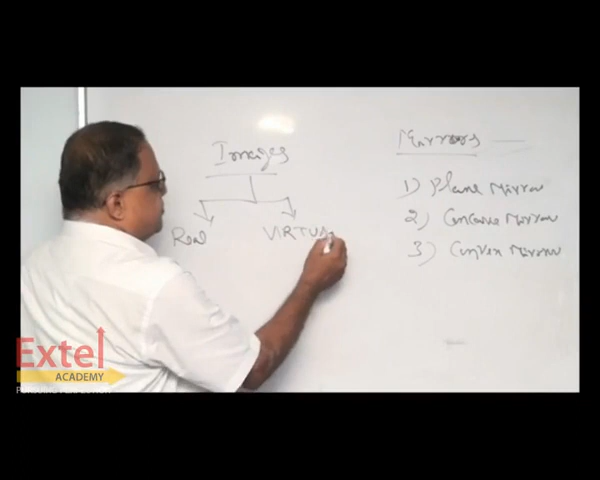 Images
Real
VIRTUA
Mirrors
1) Plane Mirror
2) Concave Mirror
3) Convex Mirror
Extel
ACADEMY